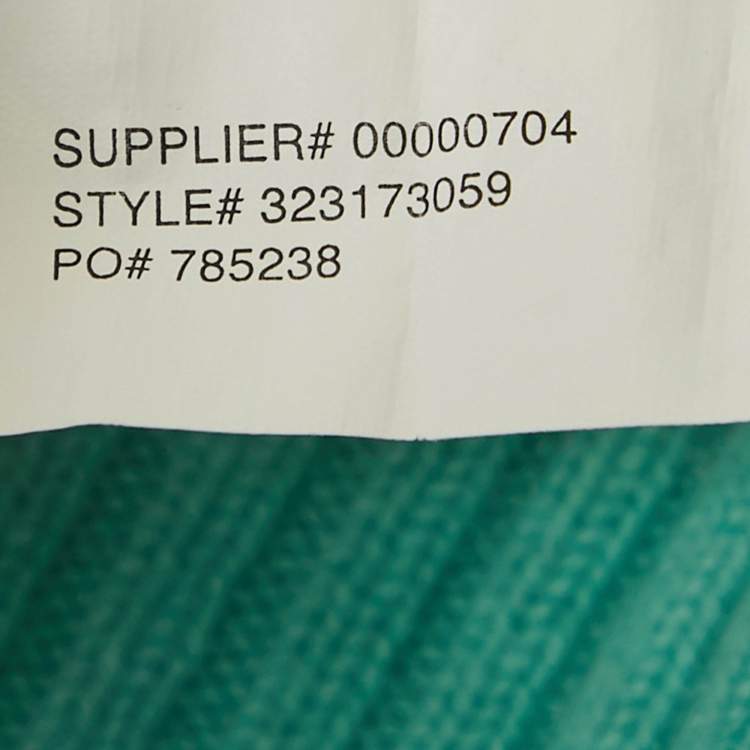 SUPPLIER# 00000704
STYLE# 323173059
PO# 785238